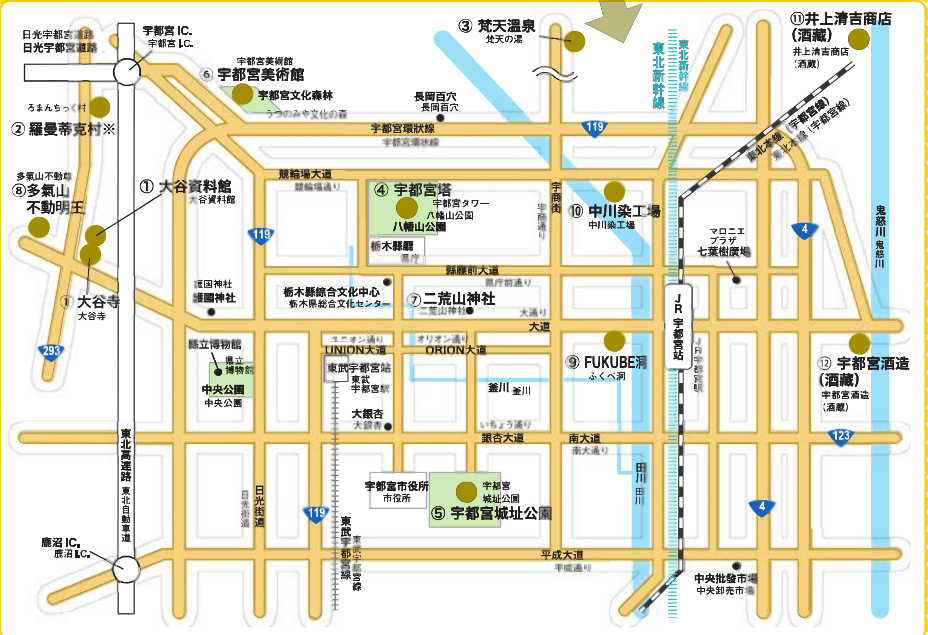 日光宇都宮道路
日光宇都宮道路
宇都宮 IC。
宇都宮 I.C.
⑥ 宇都宮美術館
宇都宮美術館
宇都宮文化森林
うつのみや文化の森
③ 梵天溫泉
梵天の湯
東北新幹線
東北新幹線
⑪井上清吉商店
(酒藏)
井上清吉商店
(酒蔵)
ろまんちっく村
② 羅曼蒂克村※
長岡百穴
長岡百穴
宇都宮環狀線
宇都宮環状線
119
東北本線 (宇都宮線)
東北本線 (宇都宮線)
多氣山不動尊
⑧多氣山
不動明王
① 大谷資料館
大谷資料館
競輪場大道
競輪場通り
④ 宇都宮塔
宇都宮タワー
八幡山公園
八幡山公園
宇商街
宇商通り
⑩ 中川染工場
中川染工場
マロニエ
プラザ
七葉樹廣場
4
鬼怒川
鬼怒川
119
栃木縣廳
県庁
縣廳前大道
県庁前通り
① 大谷寺
大谷寺
護国神社
護國神社
栃木縣綜合文化中心
栃木県総合文化センター
⑦二荒山神社
二荒山神社
大通り
大道
JR 宇都宮站
JR宇都宮駅
293
縣立博物館
県立
博物館
中央公園
中央公園
ユニオン通り
UNION大道
オリオン通り
ORION大道
東武宇都宮站
東武
宇都宮駅
釜川
釜川
⑨ FUKUBE洞
ふくべ洞
⑫ 宇都宮酒造
(酒藏)
宇都宮酒造
(酒蔵)
大銀杏
大銀杏
いちょう通り
銀杏大道
南大道
南大通り
123
東北高速路
東北自動車道
日光街道
日光街道
119
宇都宮市役所
市役所
宇都宮
城址公園
⑤ 宇都宮城址公園
田川
田川
4
東武宇都宮線
東武宇都宮線
鹿沼 IC。
鹿沼 I.C.
平成大道
平成通り
中央批發市場
中央卸売市場